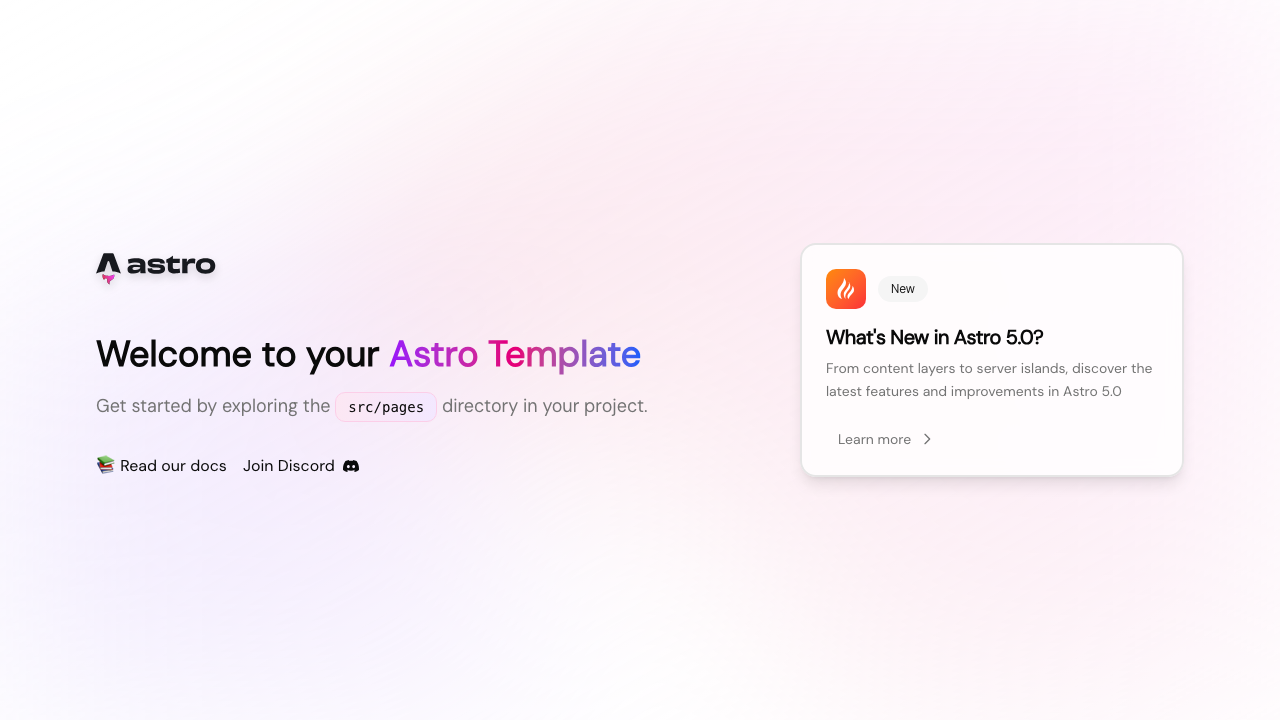 astro
Welcome to your Astro Template
Get started by exploring the src/pages directory in your project.
📚 Read our docs Join Discord
New
What's New in Astro 5.0?
From content layers to server islands, discover the
latest features and improvements in Astro 5.0
Learn more